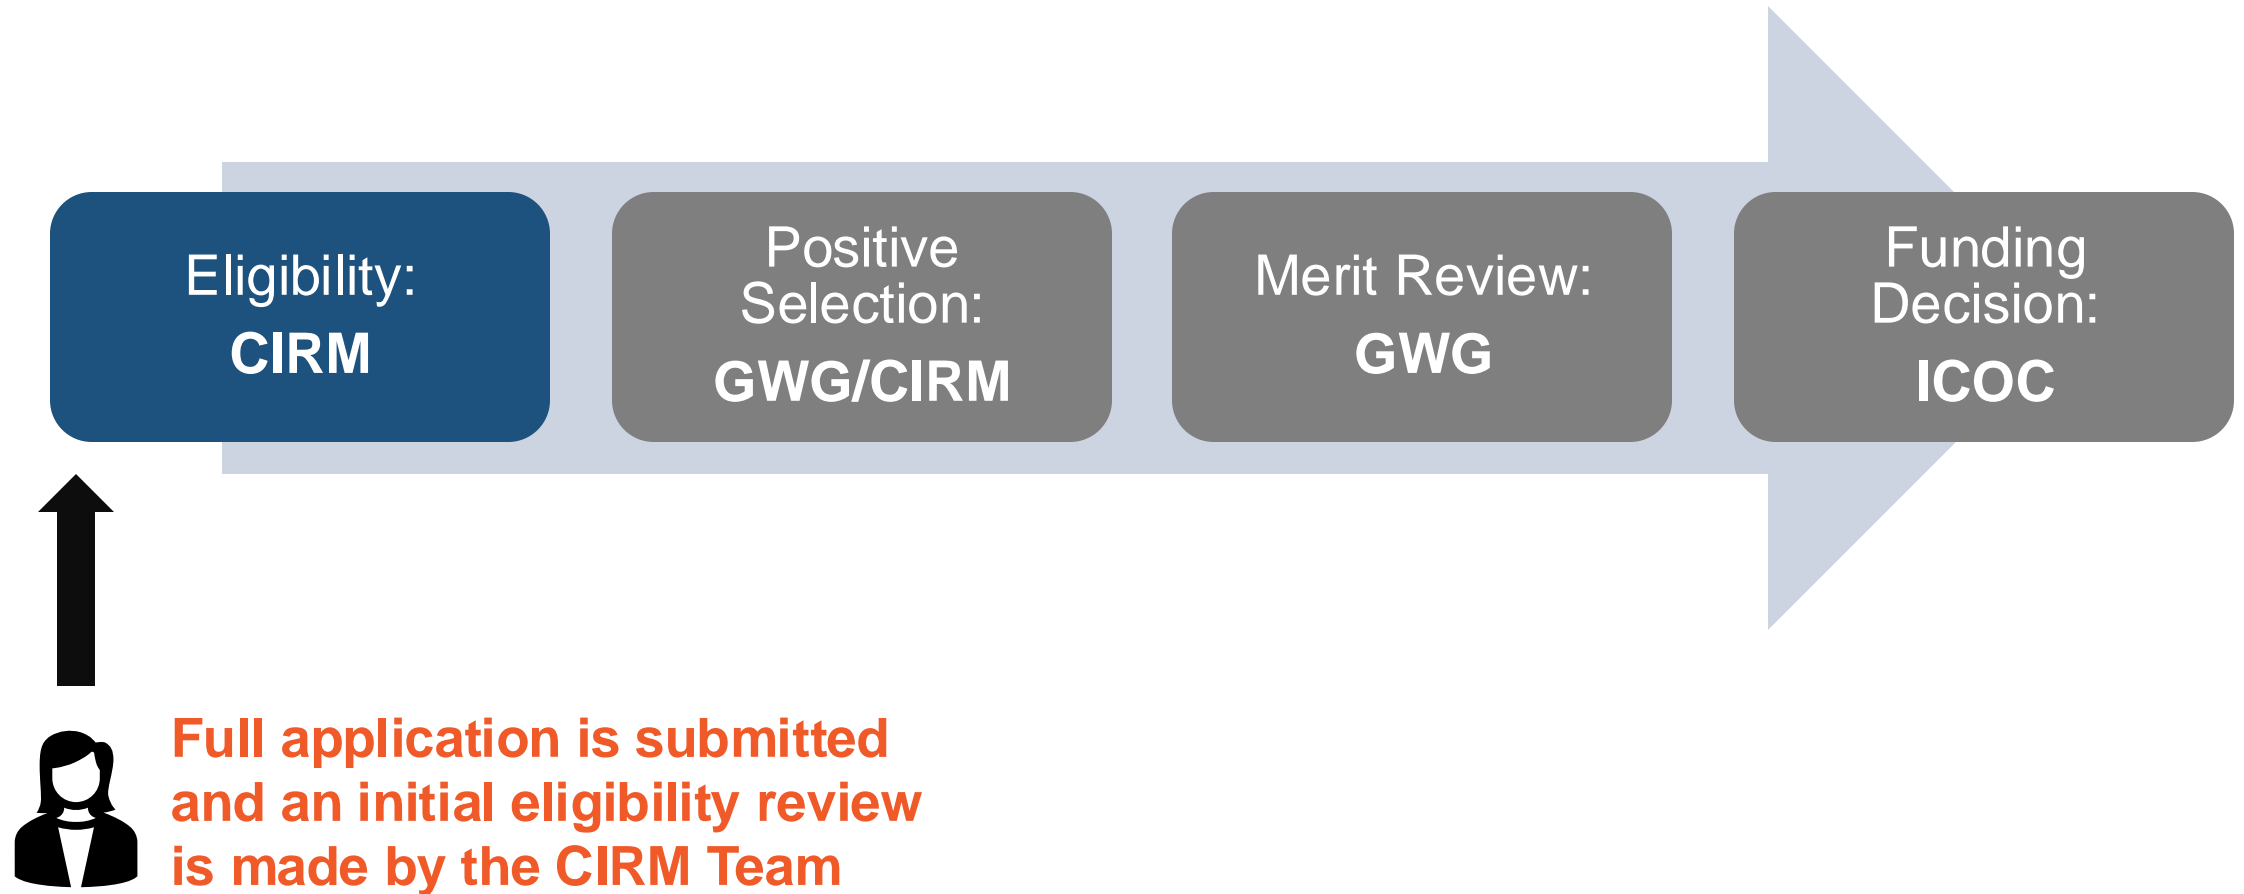 Eligibility:
CIRM
Positive
Selection:
GWG/CIRM
Merit Review:
GWG
Funding
Decision:
ICOC
Full application is submitted
and an initial eligibility review
is made by the CIRM Team